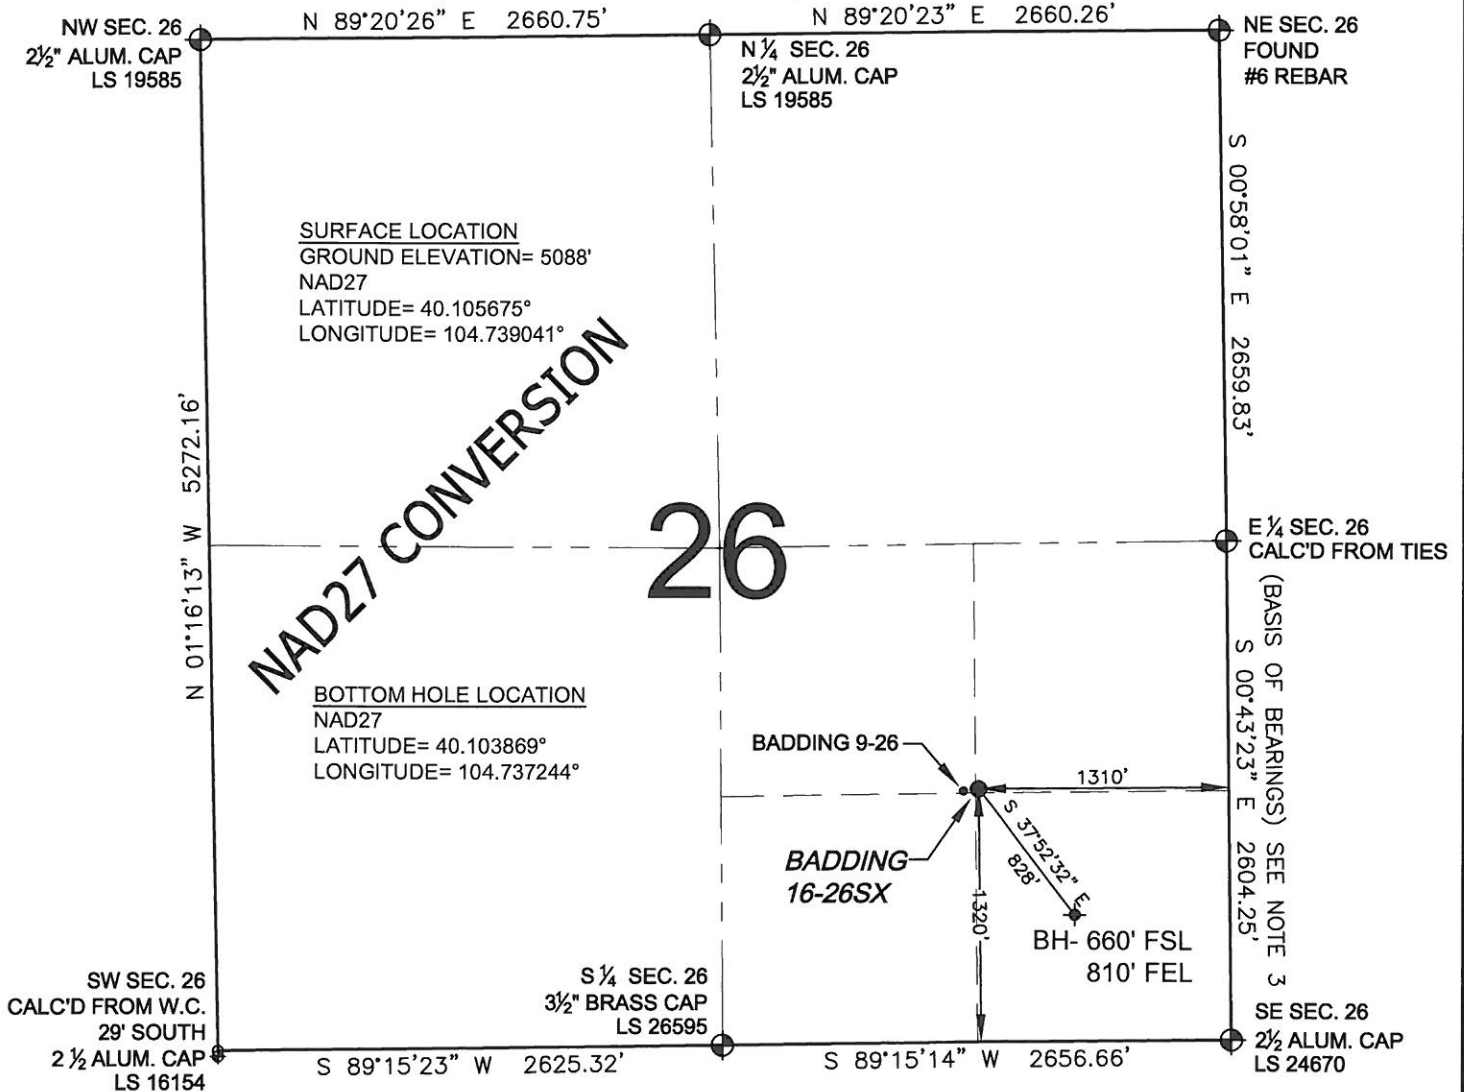 N 89°20'26" E 2660.75'
N 89°20'23" E 2660.26'
NW SEC. 26
2½" ALUM. CAP
LS 19585
N ¼ SEC. 26
2½" ALUM. CAP
LS 19585
NE SEC. 26
FOUND
#6 REBAR
S 00°58'01" E 2659.83'
SURFACE LOCATION
GROUND ELEVATION= 5088'
NAD27
LATITUDE= 40.105675°
LONGITUDE= 104.739041°
NAD27 CONVERSION
N 01°16'13" W 5272.16'
26
E ¼ SEC. 26
CALC'D FROM TIES
(BASIS OF BEARINGS) SEE NOTE 3
S 00°43'23" E 2604.25'
BOTTOM HOLE LOCATION
NAD27
LATITUDE= 40.103869°
LONGITUDE= 104.737244°
BADDING 9-26
1310'
S 37°52'32" E
828'
BADDING
16-26SX
1320'
BH- 660' FSL
810' FEL
SW SEC. 26
CALC'D FROM W.C.
29' SOUTH
2 ½ ALUM. CAP
LS 16154
S ¼ SEC. 26
3½" BRASS CAP
LS 26595
SE SEC. 26
2½ ALUM. CAP
LS 24670
S 89°15'23" W 2625.32'
S 89°15'14" W 2656.66'